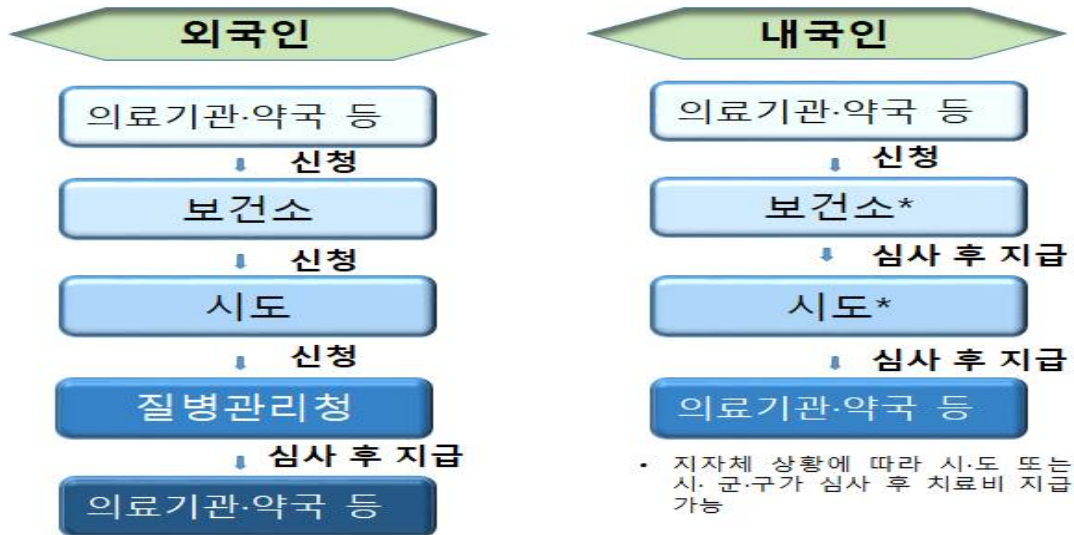 외국인
의료기관·약국 등
신청
보건소
신청
시도
신청
질병관리청
심사 후 지급
의료기관·약국 등
내국인
의료기관·약국 등
신청
보건소*
심사 후 지급
시도*
심사 후 지급
의료기관·약국 등
• 지자체 상황에 따라 시·도 또는
시· 군·구가 심사 후 치료비 지급
가능